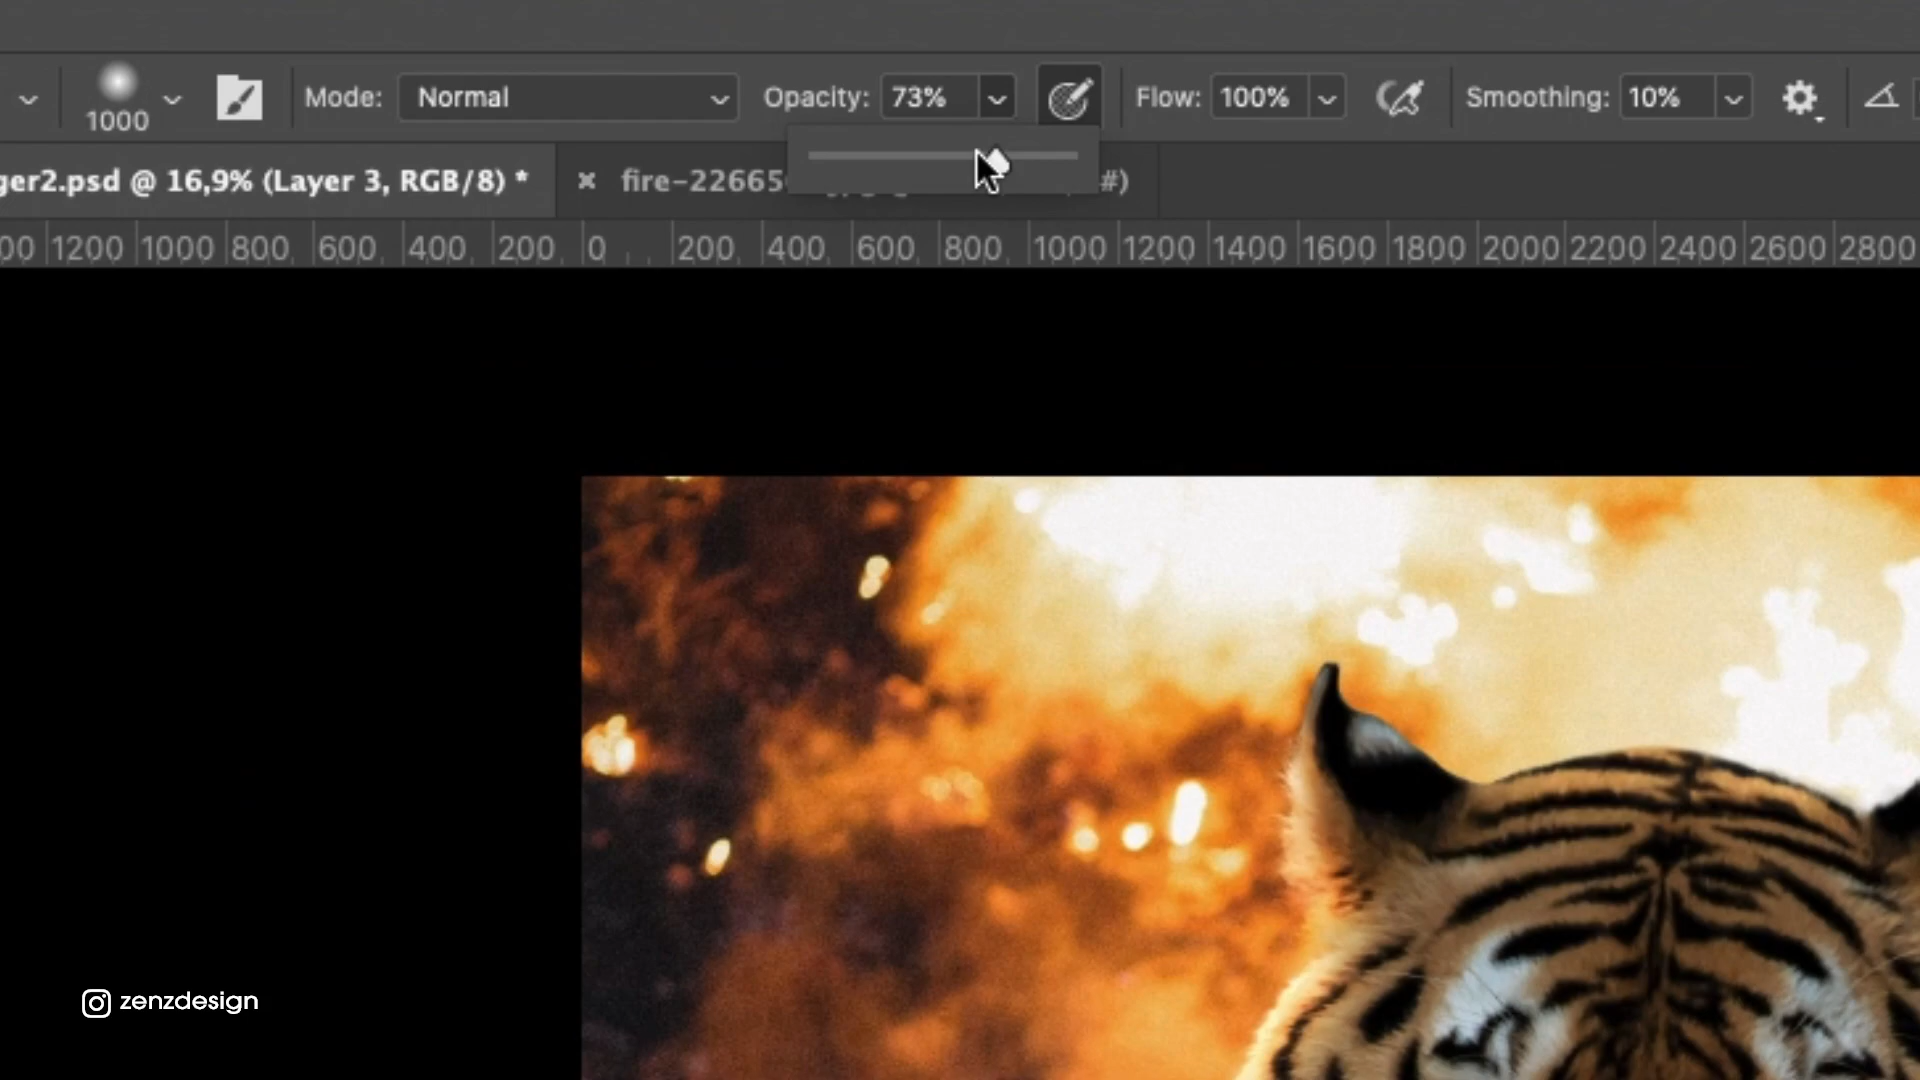 1000 Mode: Normal Opacity: 73% Flow: 100% Smoothing: 10%
ger2.psd @ 16,9% (Layer 3, RGB/8) * × fire-22665 #)
00 1200 1000 800 600 400 200 0 200 400 600 800 1000 1200 1400 1600 1800 2000 2200 2400 2600 2800
zenzdesign